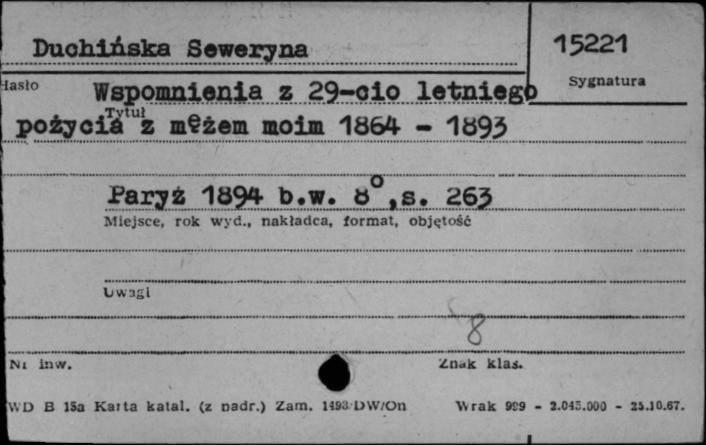 Duchińska Seweryna
15221
Hasło
Sygnatura
Wspomnienia z 29-cio letniego
Tytuł
pożycia z mężem moim 1864 - 1893
Paryż 1894 b.w. 8°,s. 263
Miejsce, rok wyd., nakładca, format, objętość
Uwagi
8
Nr inw.
Znak klas.
WD B 15a Karta katal. (z nadr.) Zam. 1493 DW/On
Wrak 999 - 2.045.000 - 25.10.67.